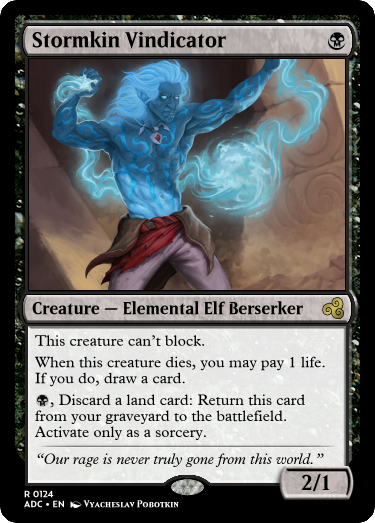 Stormkin Vindicator
Creature — Elemental Elf Berserker
This creature can't block.
When this creature dies, you may pay 1 life.
If you do, draw a card.
, Discard a land card: Return this card
from your graveyard to the battlefield.
Activate only as a sorcery.
“Our rage is never truly gone from this world.”
2/1
R 0124
ADC • EN Vyacheslav Pobotkin